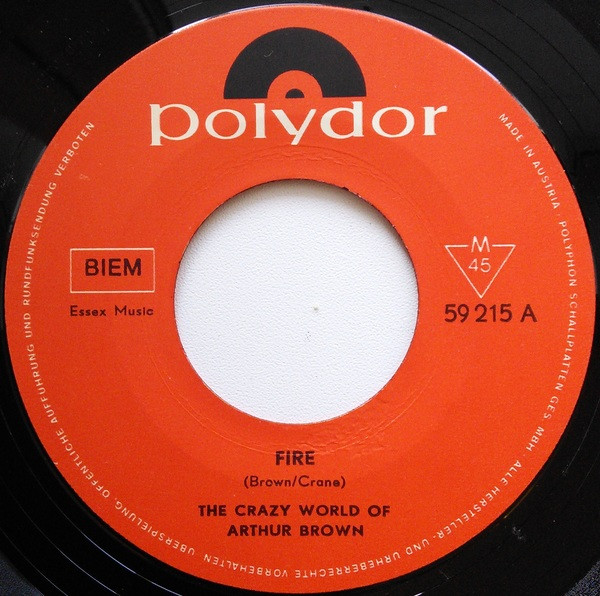 polydor
BIEM
Essex Music
M
45
59 215 A
FIRE
(Brown/Crane)
THE CRAZY WORLD OF
ARTHUR BROWN
MADE IN AUSTRIA · POLYPHON SCHALLPLATTEN GES MBH · ALLE HERSTELLER- UND URHEBERRECHTE VORBEHALTEN · ÜBERSPIELUNG, ÖFFENTLICHE AUFFÜHRUNG UND RUNDFUNKSENDUNG VERBOTEN